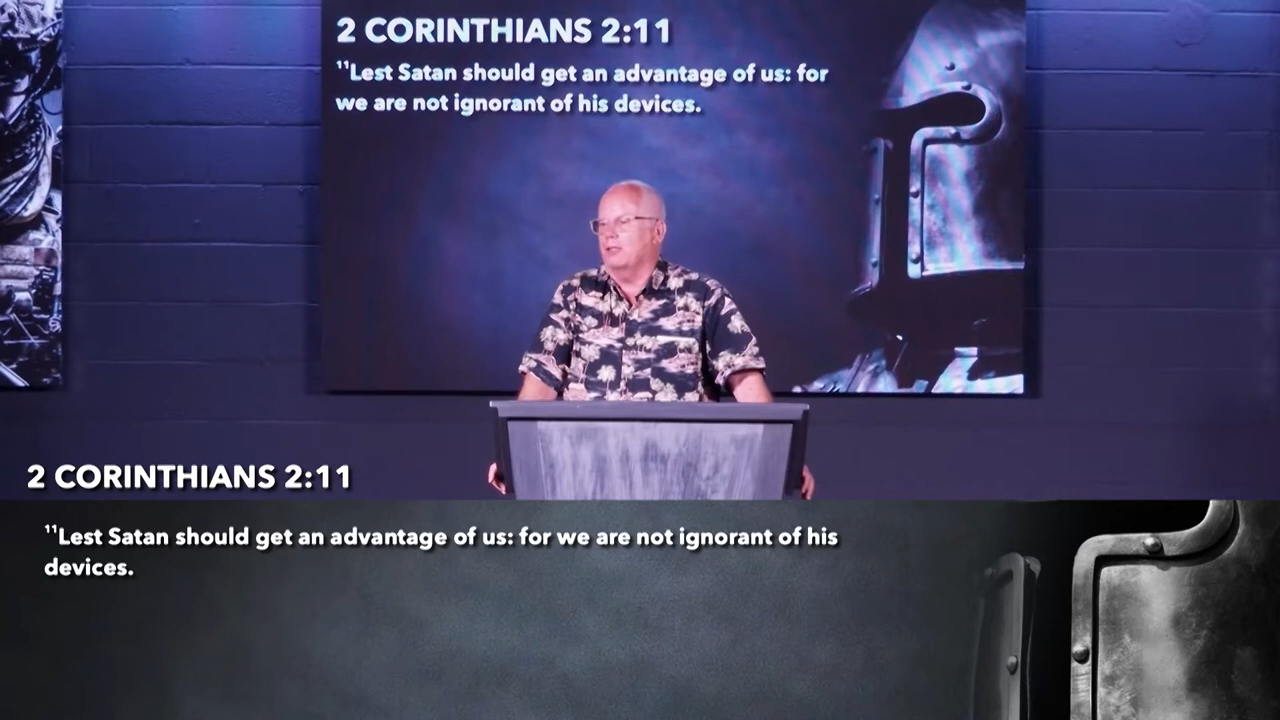 2 CORINTHIANS 2:11
¹¹Lest Satan should get an advantage of us: for
we are not ignorant of his devices.
2 CORINTHIANS 2:11
¹¹Lest Satan should get an advantage of us: for we are not ignorant of his
devices.